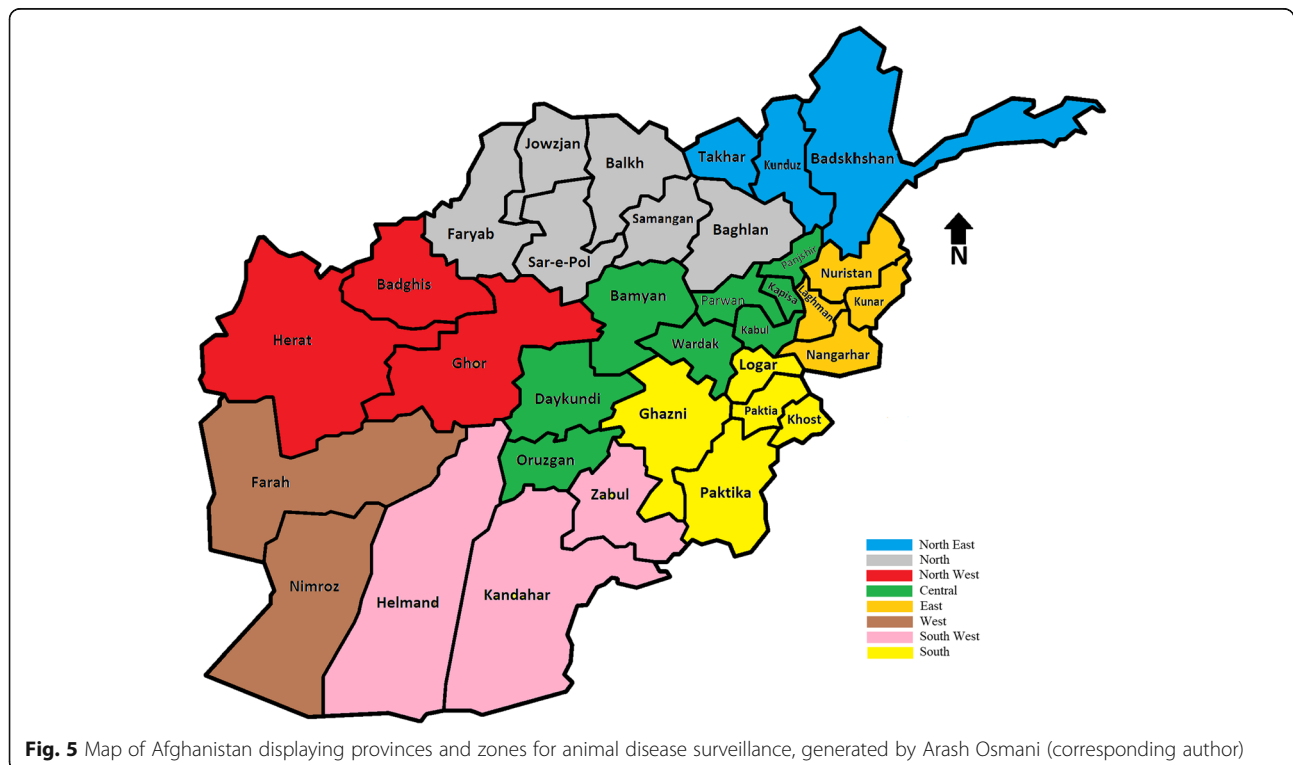 Jowzjan
Balkh
Takhar
Kunduz
Badskhshan
Faryab
Sar-e-Pol
Samangan
Baghlan
N
Panjshir
Nuristan
Kunar
Laghman
Kapisa
Parwan
Kabul
Nangarhar
Badghis
Bamyan
Herat
Ghor
Wardak
Logar
Daykundi
Ghazni
Paktia
Khost
Oruzgan
Farah
Zabul
Paktika
Nimroz
Helmand
Kandahar
North East
North
North West
Central
East
West
South West
South
Fig. 5 Map of Afghanistan displaying provinces and zones for animal disease surveillance, generated by Arash Osmani (corresponding author)